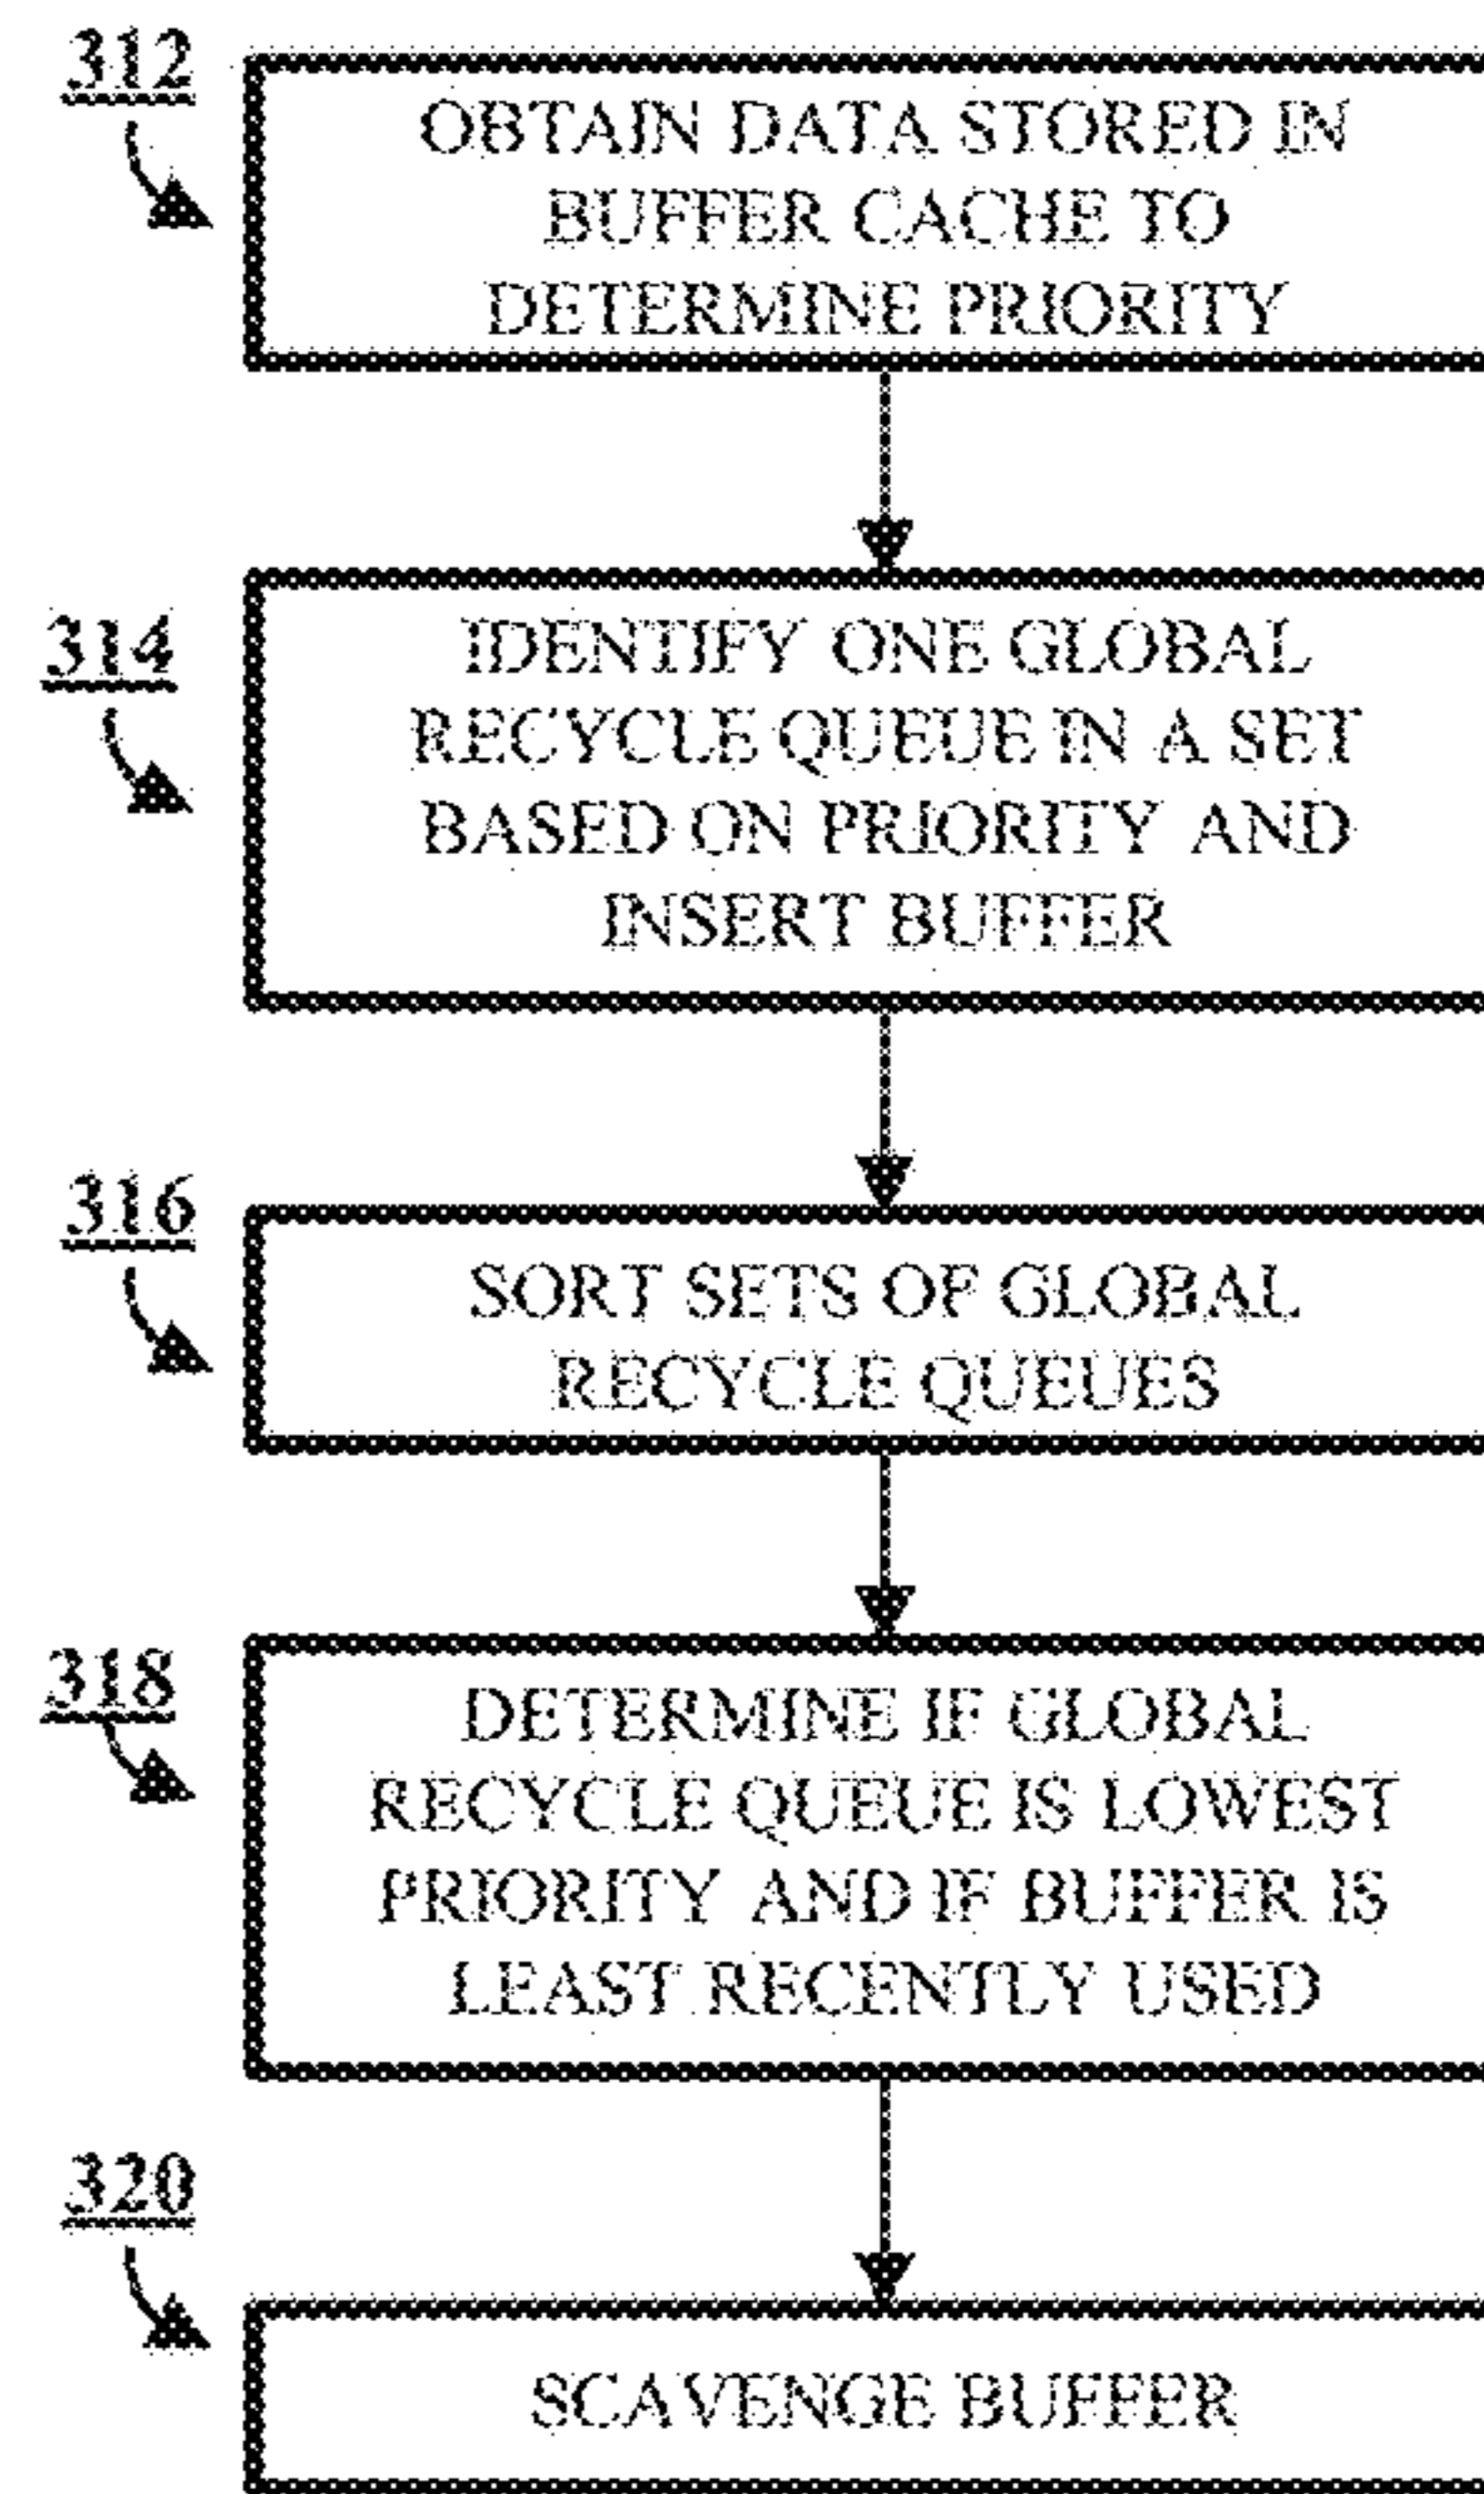 312
OBTAIN DATA STORED IN
BUFFER CACHE TO
DETERMINE PRIORITY
314
IDENTIFY ONE GLOBAL
RECYCLE QUEUE IN A SET
BASED ON PRIORITY AND
INSERT BUFFER
316
SORT SETS OF GLOBAL
RECYCLE QUEUES
318
DETERMINE IF GLOBAL
RECYCLE QUEUE IS LOWEST
PRIORITY AND IF BUFFER IS
LEAST RECENTLY USED
320
SCAVENGE BUFFER